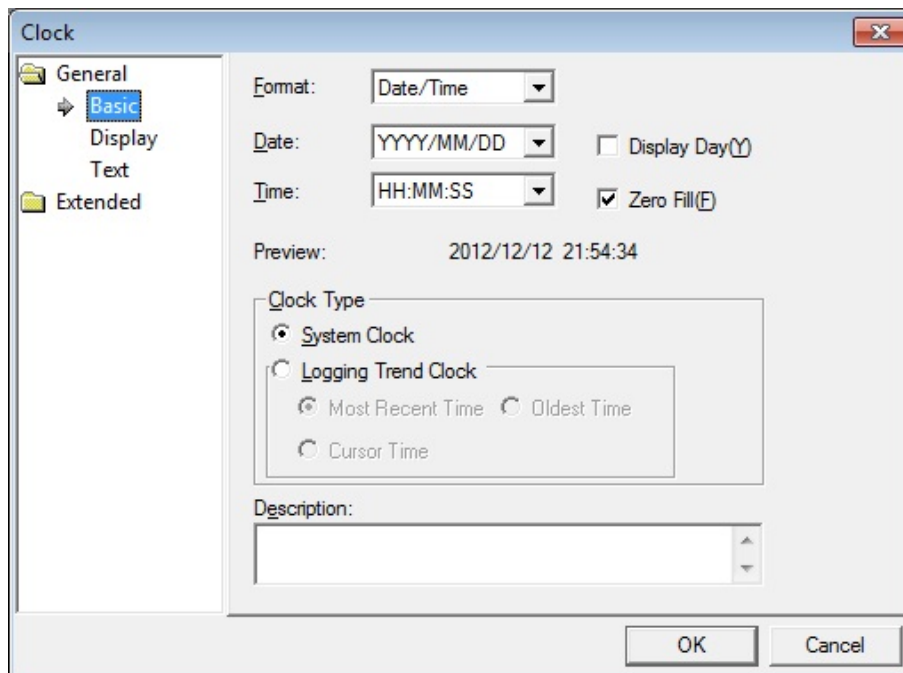 Clock
General
Basic
Display
Text
Extended
Format: Date/Time
Date: YYYY/MM/DD Display Day(Y)
Time: HH:MM:SS Zero Fill(F)
Preview: 2012/12/12 21:54:34
Clock Type
System Clock
Logging Trend Clock
Most Recent Time Oldest Time
Cursor Time
Description:
OK Cancel